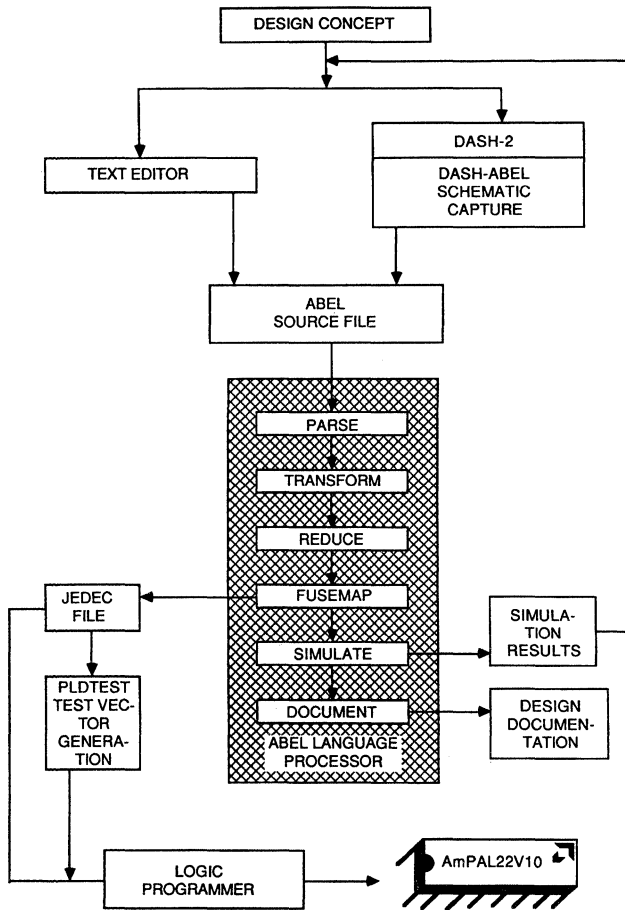 DESIGN CONCEPT
TEXT EDITOR
DASH-2
DASH-ABEL
SCHEMATIC
CAPTURE
ABEL
SOURCE FILE
PARSE
TRANSFORM
REDUCE
FUSEMAP
SIMULATE
DOCUMENT
ABEL LANGUAGE
PROCESSOR
JEDEC
FILE
PLDTEST
TEST VEC-
TOR
GENERA-
TION
SIMULA-
TION
RESULTS
DESIGN
DOCUMEN-
TATION
LOGIC
PROGRAMMER
AmPAL22V10